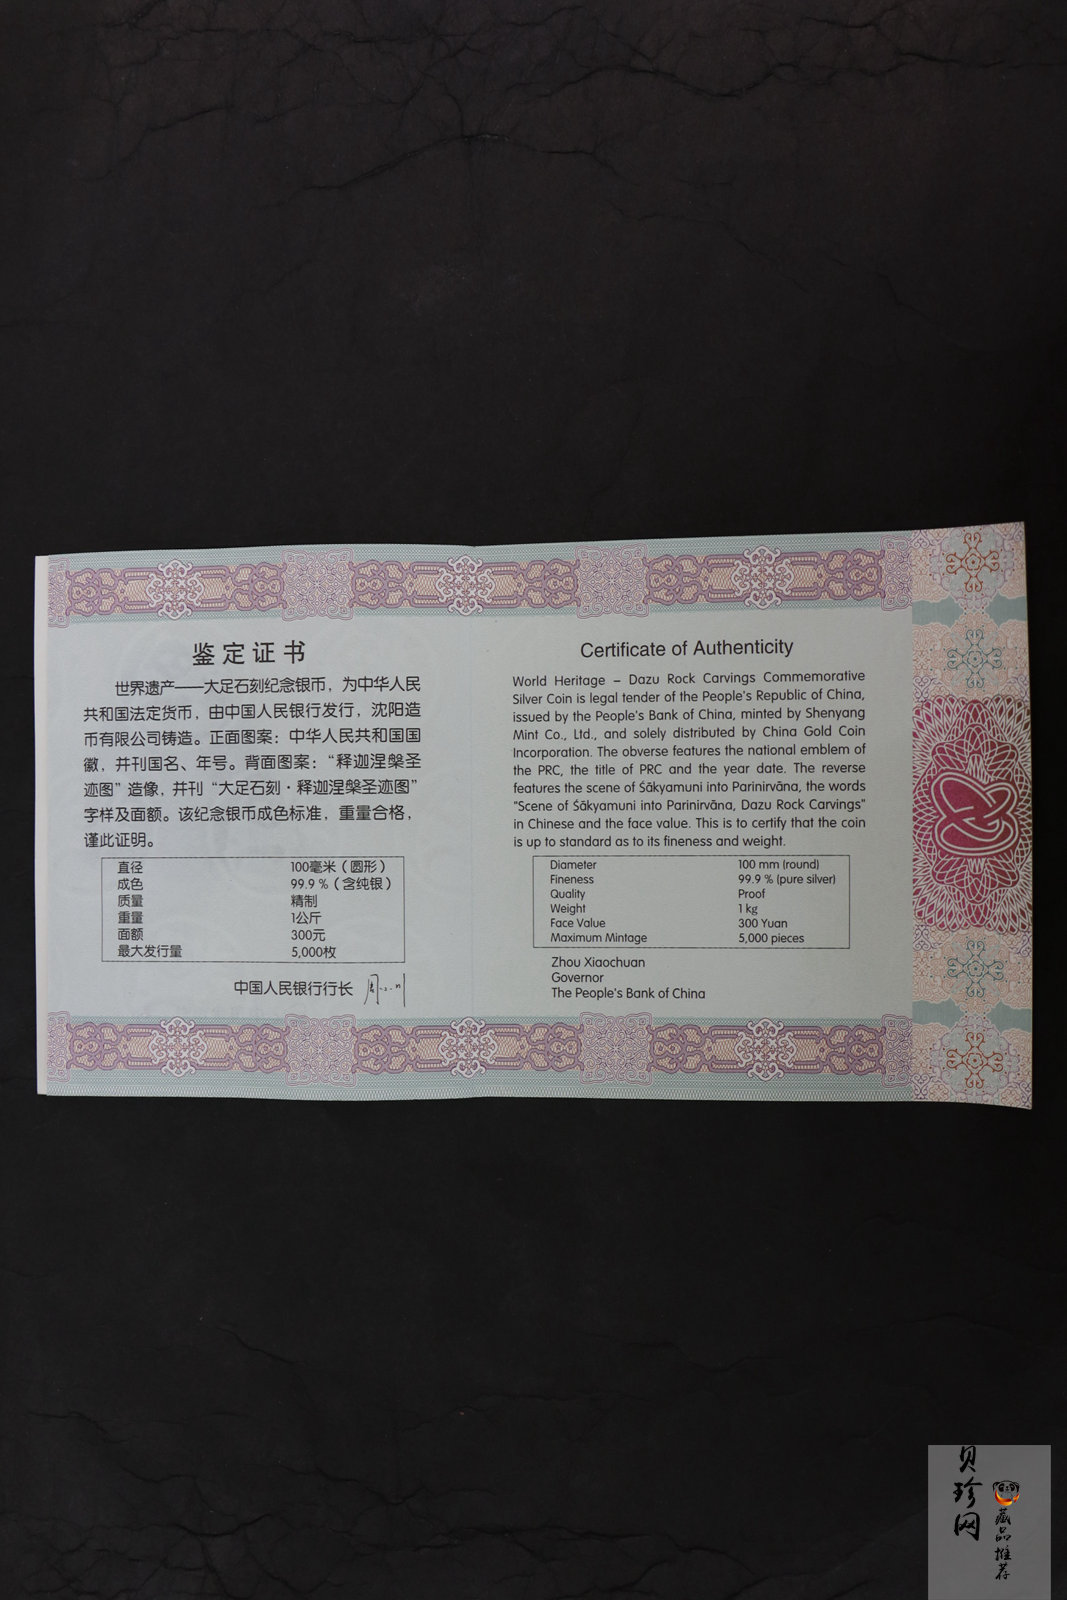 鉴定证书
世界遗产——大足石刻纪念银币，为中华人民
共和国法定货币，由中国人民银行发行，沈阳造
币有限公司铸造。正面图案：中华人民共和国国
徽，并刊国名、年号。背面图案：“释迦涅槃圣
迹图”造像，并刊“大足石刻·释迦涅槃圣迹图”
字样及面额。该纪念银币成色标准，重量合格，
谨此证明。
直径 100毫米（圆形）
成色 99.9％（含纯银）
质量 精制
重量 1公斤
面额 300元
最大发行量 5,000枚
中国人民银行行长
Certificate of Authenticity
World Heritage – Dazu Rock Carvings Commemorative
Silver Coin is legal tender of the People's Republic of China,
issued by the People's Bank of China, minted by Shenyang
Mint Co., Ltd., and solely distributed by China Gold Coin
Incorporation. The obverse features the national emblem of
the PRC, the title of PRC and the year date. The reverse
features the scene of Śākyamuni into Parinirvāna, the words
"Scene of Śākyamuni into Parinirvāna, Dazu Rock Carvings"
in Chinese and the face value. This is to certify that the coin
is up to standard as to its fineness and weight.
Diameter 100 mm (round)
Fineness 99.9 % (pure silver)
Quality Proof
Weight 1 kg
Face Value 300 Yuan
Maximum Mintage 5,000 pieces
Zhou Xiaochuan
Governor
The People's Bank of China
贝珍网
藏品推荐